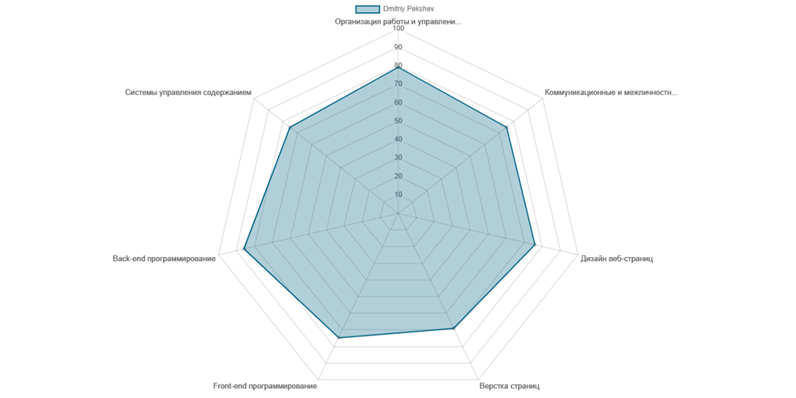 Dmitriy Pekshev
Организация работы и управлени...
100
90
80
70
60
50
40
30
20
10
Системы управления содержанием
Коммуникационные и межличностн...
Back-end программирование
Дизайн веб-страниц
Front-end программирование
Верстка страниц